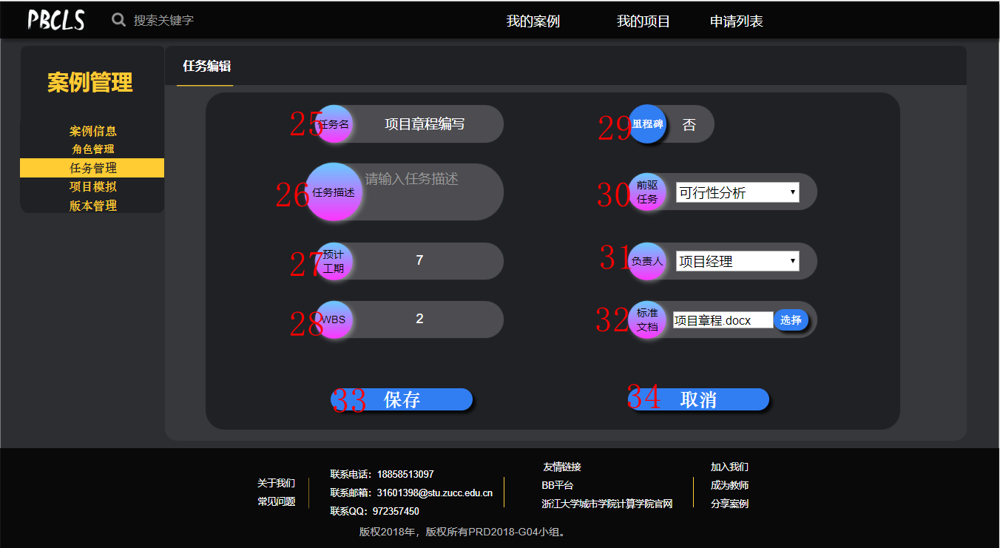 PBCLS 搜索关键字 我的案例 我的项目 申请列表
案例管理
案例信息
角色管理
任务管理
项目模拟
版本管理
任务编辑
25 任务名 项目章程编写
29 里程碑 否
26 任务描述 请输入任务描述
30 前驱
任务 可行性分析
27 预计
工期 7
31 负责人 项目经理
28 WBS 2
32 标准
文档 项目章程.docx 选择
33 保存
34 取消
关于我们
常见问题
联系电话：18858513097
联系邮箱：31601398@stu.zucc.edu.cn
联系QQ：972357450
友情链接
BB平台
浙江大学城市学院计算学院官网
加入我们
成为教师
分享案例
版权2018年，版权所有PRD2018-G04小组。